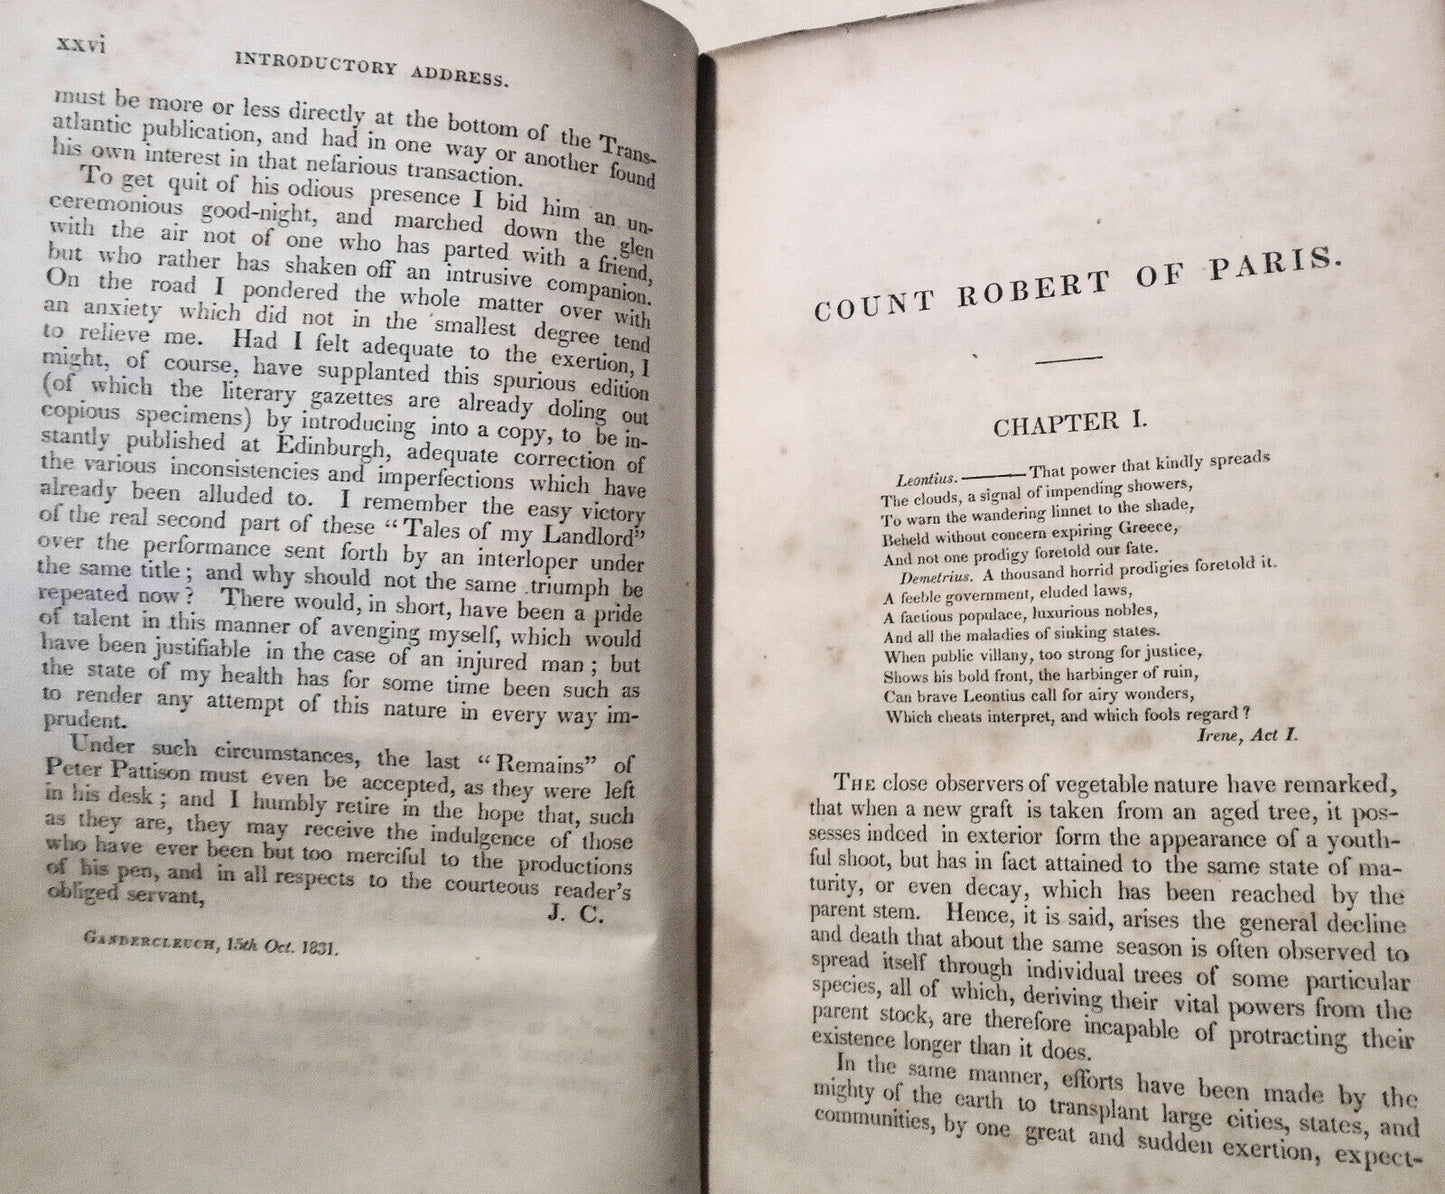 xxvi
INTRODUCTORY ADDRESS.
must be more or less directly at the bottom of the Trans-
atlantic publication, and had in one way or another found
his own interest in that nefarious transaction.
To get quit of his odious presence I bid him an un-
ceremonious good-night, and marched down the glen
with the air not of one who has parted with a friend,
but who rather has shaken off an intrusive companion.
On the road I pondered the whole matter over with
an anxiety which did not in the smallest degree tend
to relieve me. Had I felt adequate to the exertion, I
might, of course, have supplanted this spurious edition
(of which the literary gazettes are already doling out
copious specimens) by introducing into a copy, to be in-
stantly published at Edinburgh, adequate correction of
the various inconsistencies and imperfections which have
already been alluded to. I remember the easy victory
of the real second part of these "Tales of my Landlord"
over the performance sent forth by an interloper under
the same title; and why should not the same triumph be
repeated now? There would, in short, have been a pride
of talent in this manner of avenging myself, which would
have been justifiable in the case of an injured man; but
the state of my health has for some time been such as
to render any attempt of this nature in every way im-
prudent.
Under such circumstances, the last "Remains" of
Peter Pattison must even be accepted, as they were left
in his desk; and I humbly retire in the hope that, such
as they are, they may receive the indulgence of those
who have ever been but too merciful to the productions
of his pen, and in all respects to the courteous reader's
obliged servant,
J. C.
GANDERCLEUCH, 15th Oct. 1831.
COUNT ROBERT OF PARIS.
CHAPTER I.
Leontius. ——— That power that kindly spreads
The clouds, a signal of impending showers,
To warn the wandering linnet to the shade,
Beheld without concern expiring Greece,
And not one prodigy foretold our fate.
Demetrius. A thousand horrid prodigies foretold it.
A feeble government, eluded laws,
A factious populace, luxurious nobles,
And all the maladies of sinking states.
When public villany, too strong for justice,
Shows his bold front, the harbinger of ruin,
Can brave Leontius call for airy wonders,
Which cheats interpret, and which fools regard?
Irene, Act I.
THE close observers of vegetable nature have remarked,
that when a new graft is taken from an aged tree, it pos-
sesses indeed in exterior form the appearance of a youth-
ful shoot, but has in fact attained to the same state of ma-
turity, or even decay, which has been reached by the
parent stem. Hence, it is said, arises the general decline
and death that about the same season is often observed to
spread itself through individual trees of some particular
species, all of which, deriving their vital powers from the
parent stock, are therefore incapable of protracting their
existence longer than it does.
In the same manner, efforts have been made by the
mighty of the earth to transplant large cities, states, and
communities, by one great and sudden exertion, expect-